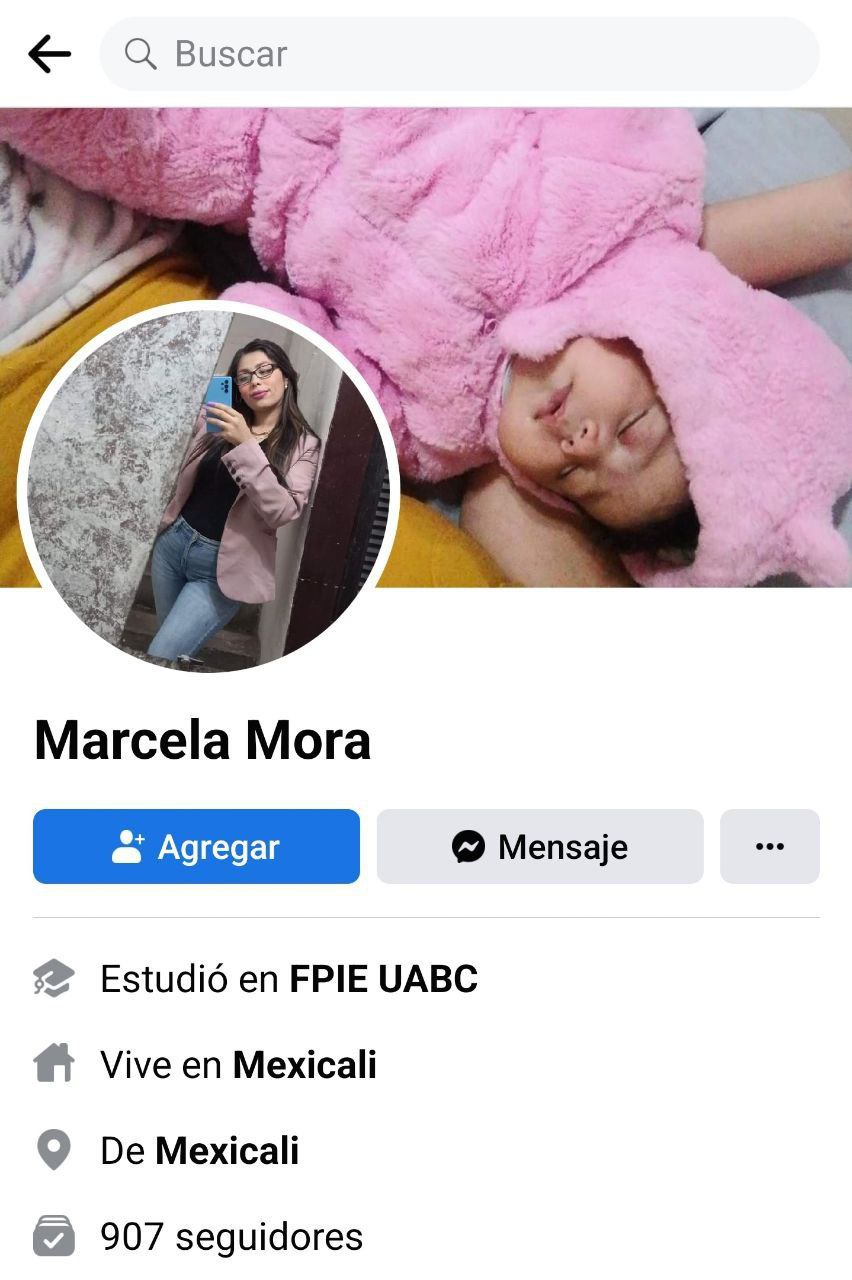 Buscar
Marcela Mora
Agregar
Mensaje
Estudió en FPIE UABC
Vive en Mexicali
De Mexicali
907 seguidores